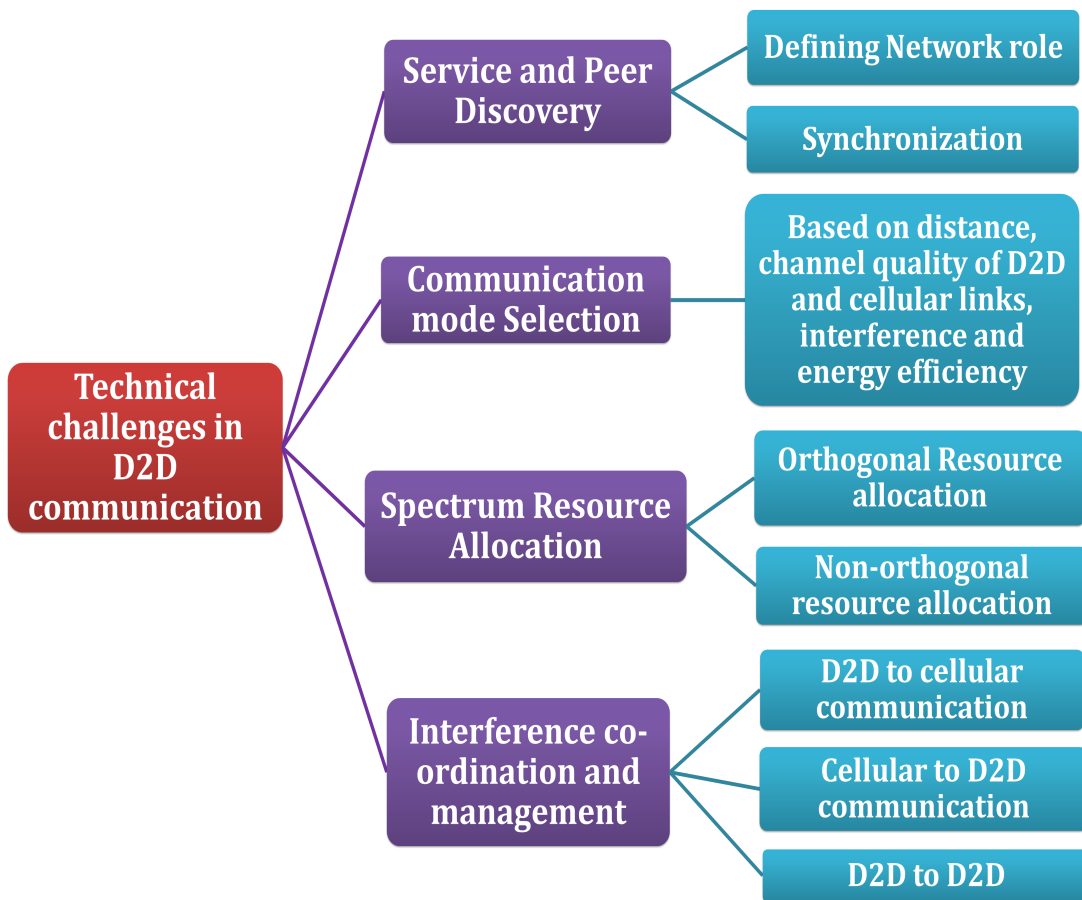 Technical
challenges in
D2D
communication
Service and Peer
Discovery
Defining Network role
Synchronization
Communication
mode Selection
Based on distance,
channel quality of D2D
and cellular links,
interference and
energy efficiency
Spectrum Resource
Allocation
Orthogonal Resource
allocation
Non-orthogonal
resource allocation
Interference co-
ordination and
management
D2D to cellular
communication
Cellular to D2D
communication
D2D to D2D